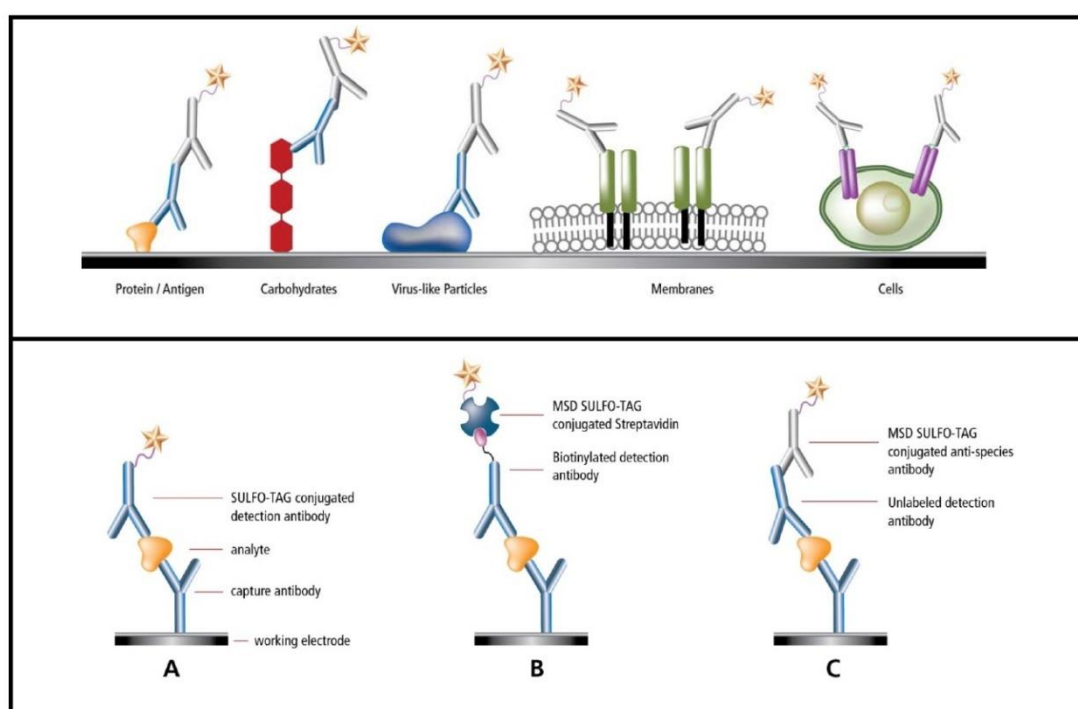 Protein / Antigen
Carbohydrates
Virus-like Particles
Membranes
Cells
SULFO-TAG conjugated
detection antibody
analyte
capture antibody
working electrode
A
MSD SULFO-TAG
conjugated Streptavidin
Biotinylated detection
antibody
B
MSD SULFO-TAG
conjugated anti-species
antibody
Unlabeled detection
antibody
C